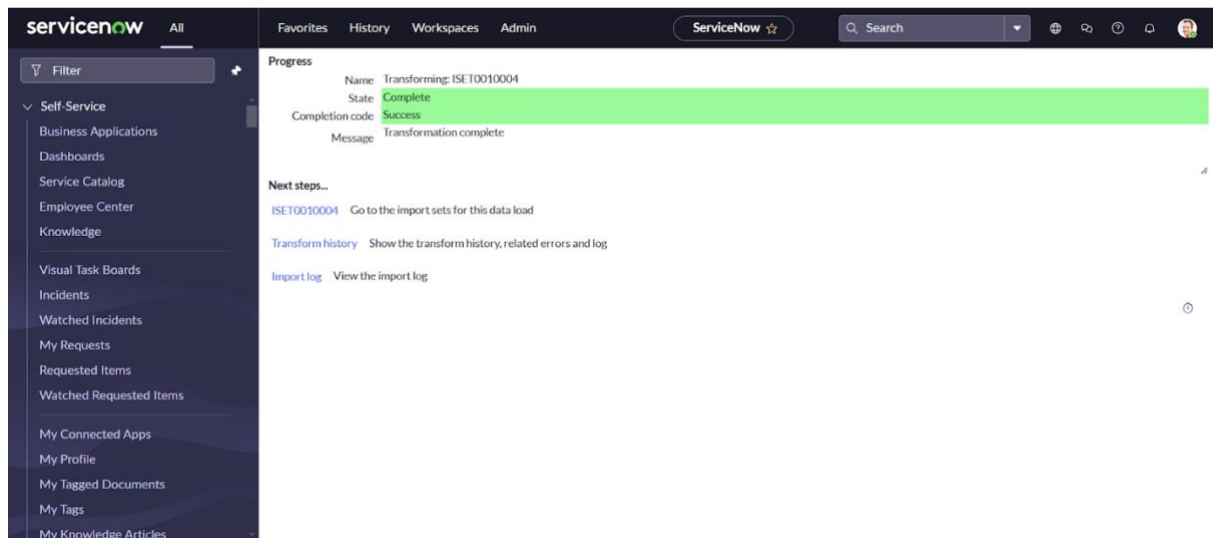 servicenow All Favorites History Workspaces Admin ServiceNow ☆ Search
Filter
Self-Service
Business Applications
Dashboards
Service Catalog
Employee Center
Knowledge
Visual Task Boards
Incidents
Watched Incidents
My Requests
Requested Items
Watched Requested Items
My Connected Apps
My Profile
My Tagged Documents
My Tags
My Knowledge Articles
Progress
Name Transforming: ISET0010004
State Complete
Completion code Success
Message Transformation complete
Next steps...
ISET0010004 Go to the import sets for this data load
Transform history Show the transform history, related errors and log
Import log View the import log